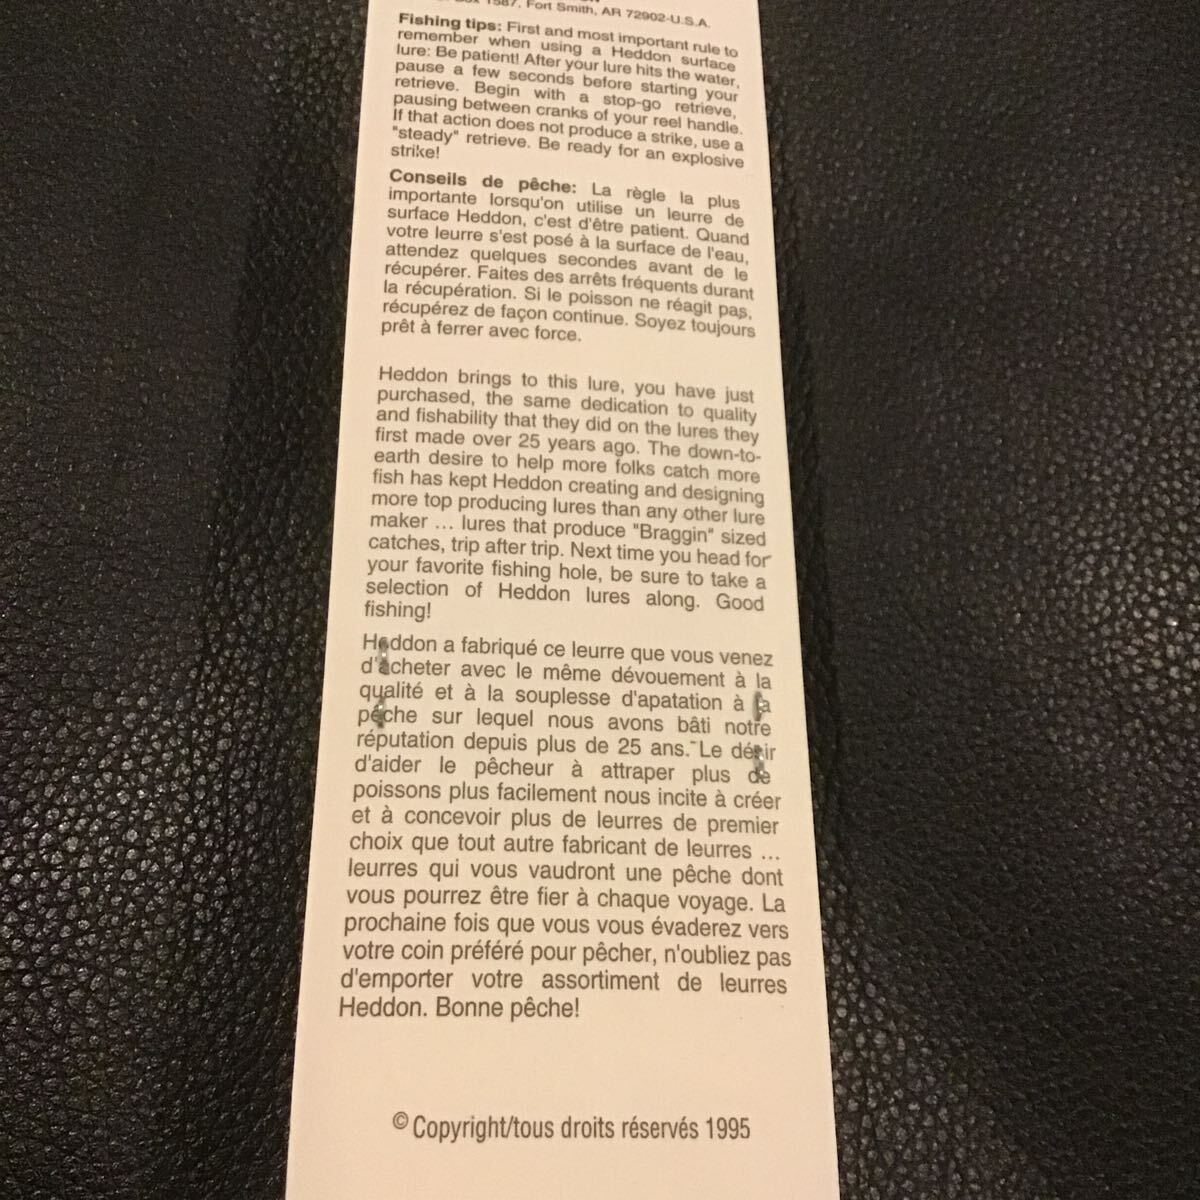 1587, Fort Smith, AR 72902-U.S.A.
Fishing tips: First and most important rule to
remember when using a Heddon surface
lure: Be patient! After your lure hits the water,
pause a few seconds before starting your
retrieve. Begin with a stop-go retrieve,
pausing between cranks of your reel handle.
If that action does not produce a strike, use a
"steady" retrieve. Be ready for an explosive
strike!
Conseils de pêche: La règle la plus
importante lorsqu'on utilise un leurre de
surface Heddon, c'est d'être patient. Quand
votre leurre s'est posé à la surface de l'eau,
attendez quelques secondes avant de le
récupérer. Faites des arrêts fréquents durant
la récupération. Si le poisson ne réagit pas,
récupérez de façon continue. Soyez toujours
prêt à ferrer avec force.
Heddon brings to this lure, you have just
purchased, the same dedication to quality
and fishability that they did on the lures they
first made over 25 years ago. The down-to-
earth desire to help more folks catch more
fish has kept Heddon creating and designing
more top producing lures than any other lure
maker ... lures that produce "Braggin" sized
catches, trip after trip. Next time you head for
your favorite fishing hole, be sure to take a
selection of Heddon lures along. Good
fishing!
Heddon a fabriqué ce leurre que vous venez
d'acheter avec le même dévouement à la
qualité et à la souplesse d'apatation à la
pêche sur lequel nous avons bâti notre
réputation depuis plus de 25 ans. Le désir
d'aider le pêcheur à attraper plus de
poissons plus facilement nous incite à créer
et à concevoir plus de leurres de premier
choix que tout autre fabricant de leurres ...
leurres qui vous vaudront une pêche dont
vous pourrez être fier à chaque voyage. La
prochaine fois que vous vous évaderez vers
votre coin préféré pour pêcher, n'oubliez pas
d'emporter votre assortiment de leurres
Heddon. Bonne pêche!
© Copyright/tous droits réservés 1995